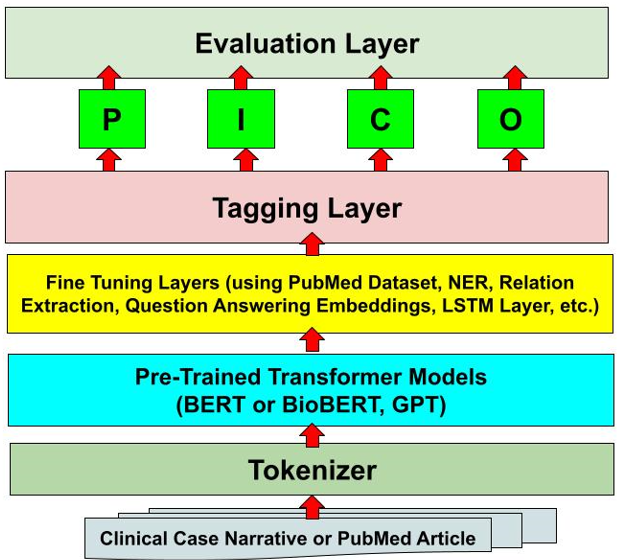 Evaluation Layer
P I C O
Tagging Layer
Fine Tuning Layers (using PubMed Dataset, NER, Relation
Extraction, Question Answering Embeddings, LSTM Layer, etc.)
Pre-Trained Transformer Models
(BERT or BioBERT, GPT)
Tokenizer
Clinical Case Narrative or PubMed Article